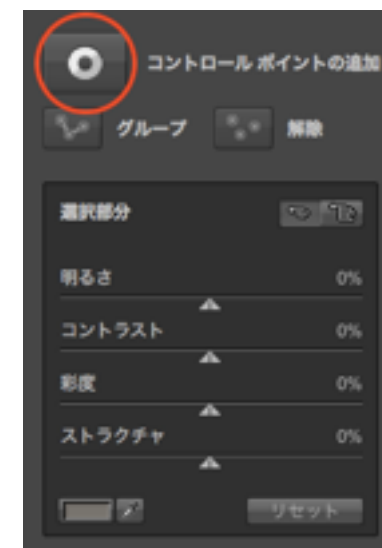 コントロール ポイントの追加
グループ 解除
選択部分
明るさ 0%
コントラスト 0%
彩度 0%
ストラクチャ 0%
リセット